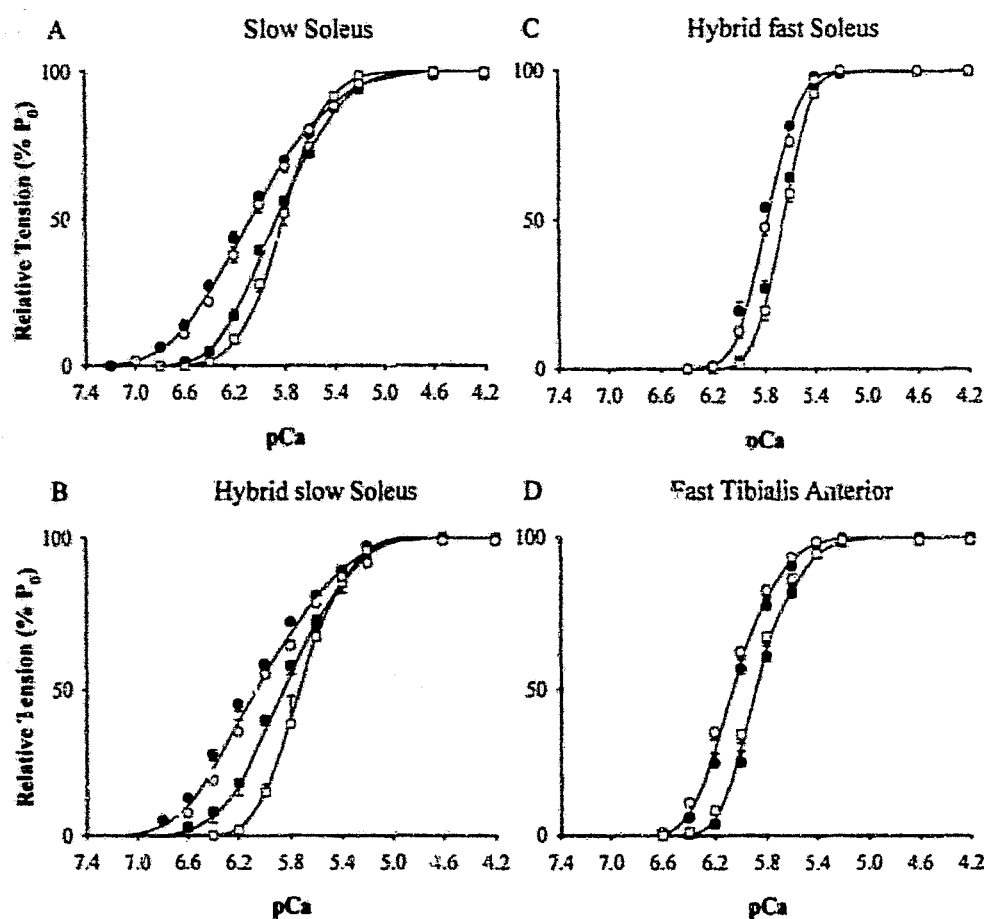 A Slow Soleus
Relative Tension (% P0)
100
50
0
7.4 7.0 6.6 6.2 5.8 5.4 5.0 4.6 4.2
pCa
C Hybrid fast Soleus
100
50
0
7.4 7.0 6.6 6.2 5.8 5.4 5.0 4.6 4.2
pCa
B Hybrid slow Soleus
Relative Tension (% P0)
100
50
0
7.4 7.0 6.6 6.2 5.8 5.4 5.0 4.6 4.2
pCa
D Fast Tibialis Anterior
100
50
0
7.4 7.0 6.6 6.2 5.8 5.4 5.0 4.6 4.2
pCa